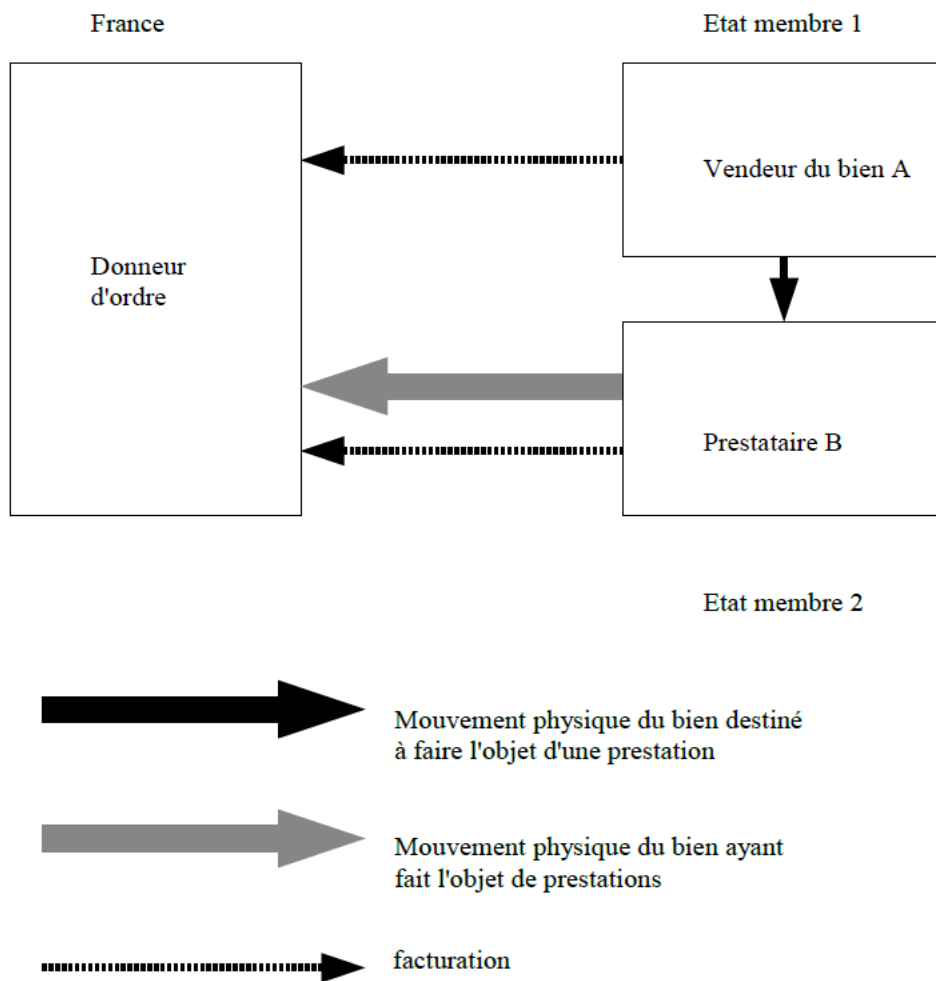 France
Etat membre 1
Vendeur du bien A
Donneur
d'ordre
Prestataire B
Etat membre 2
Mouvement physique du bien destiné
à faire l'objet d'une prestation
Mouvement physique du bien ayant
fait l'objet de prestations
facturation